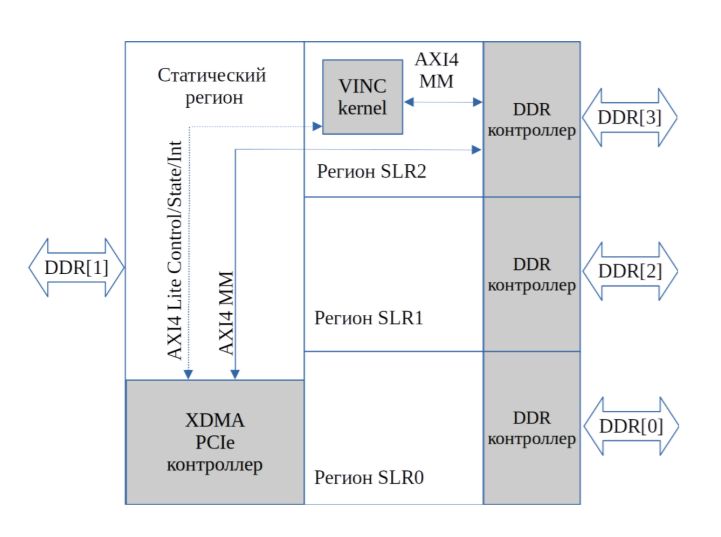 Статический
регион
VINC
kernel
AXI4
MM
DDR
контроллер
DDR[3]
Регион SLR2
AXI4 Lite Control/State/Int
AXI4 MM
DDR[1]
DDR
контроллер
DDR[2]
Регион SLR1
XDMA
PCIe
контроллер
DDR
контроллер
DDR[0]
Регион SLR0